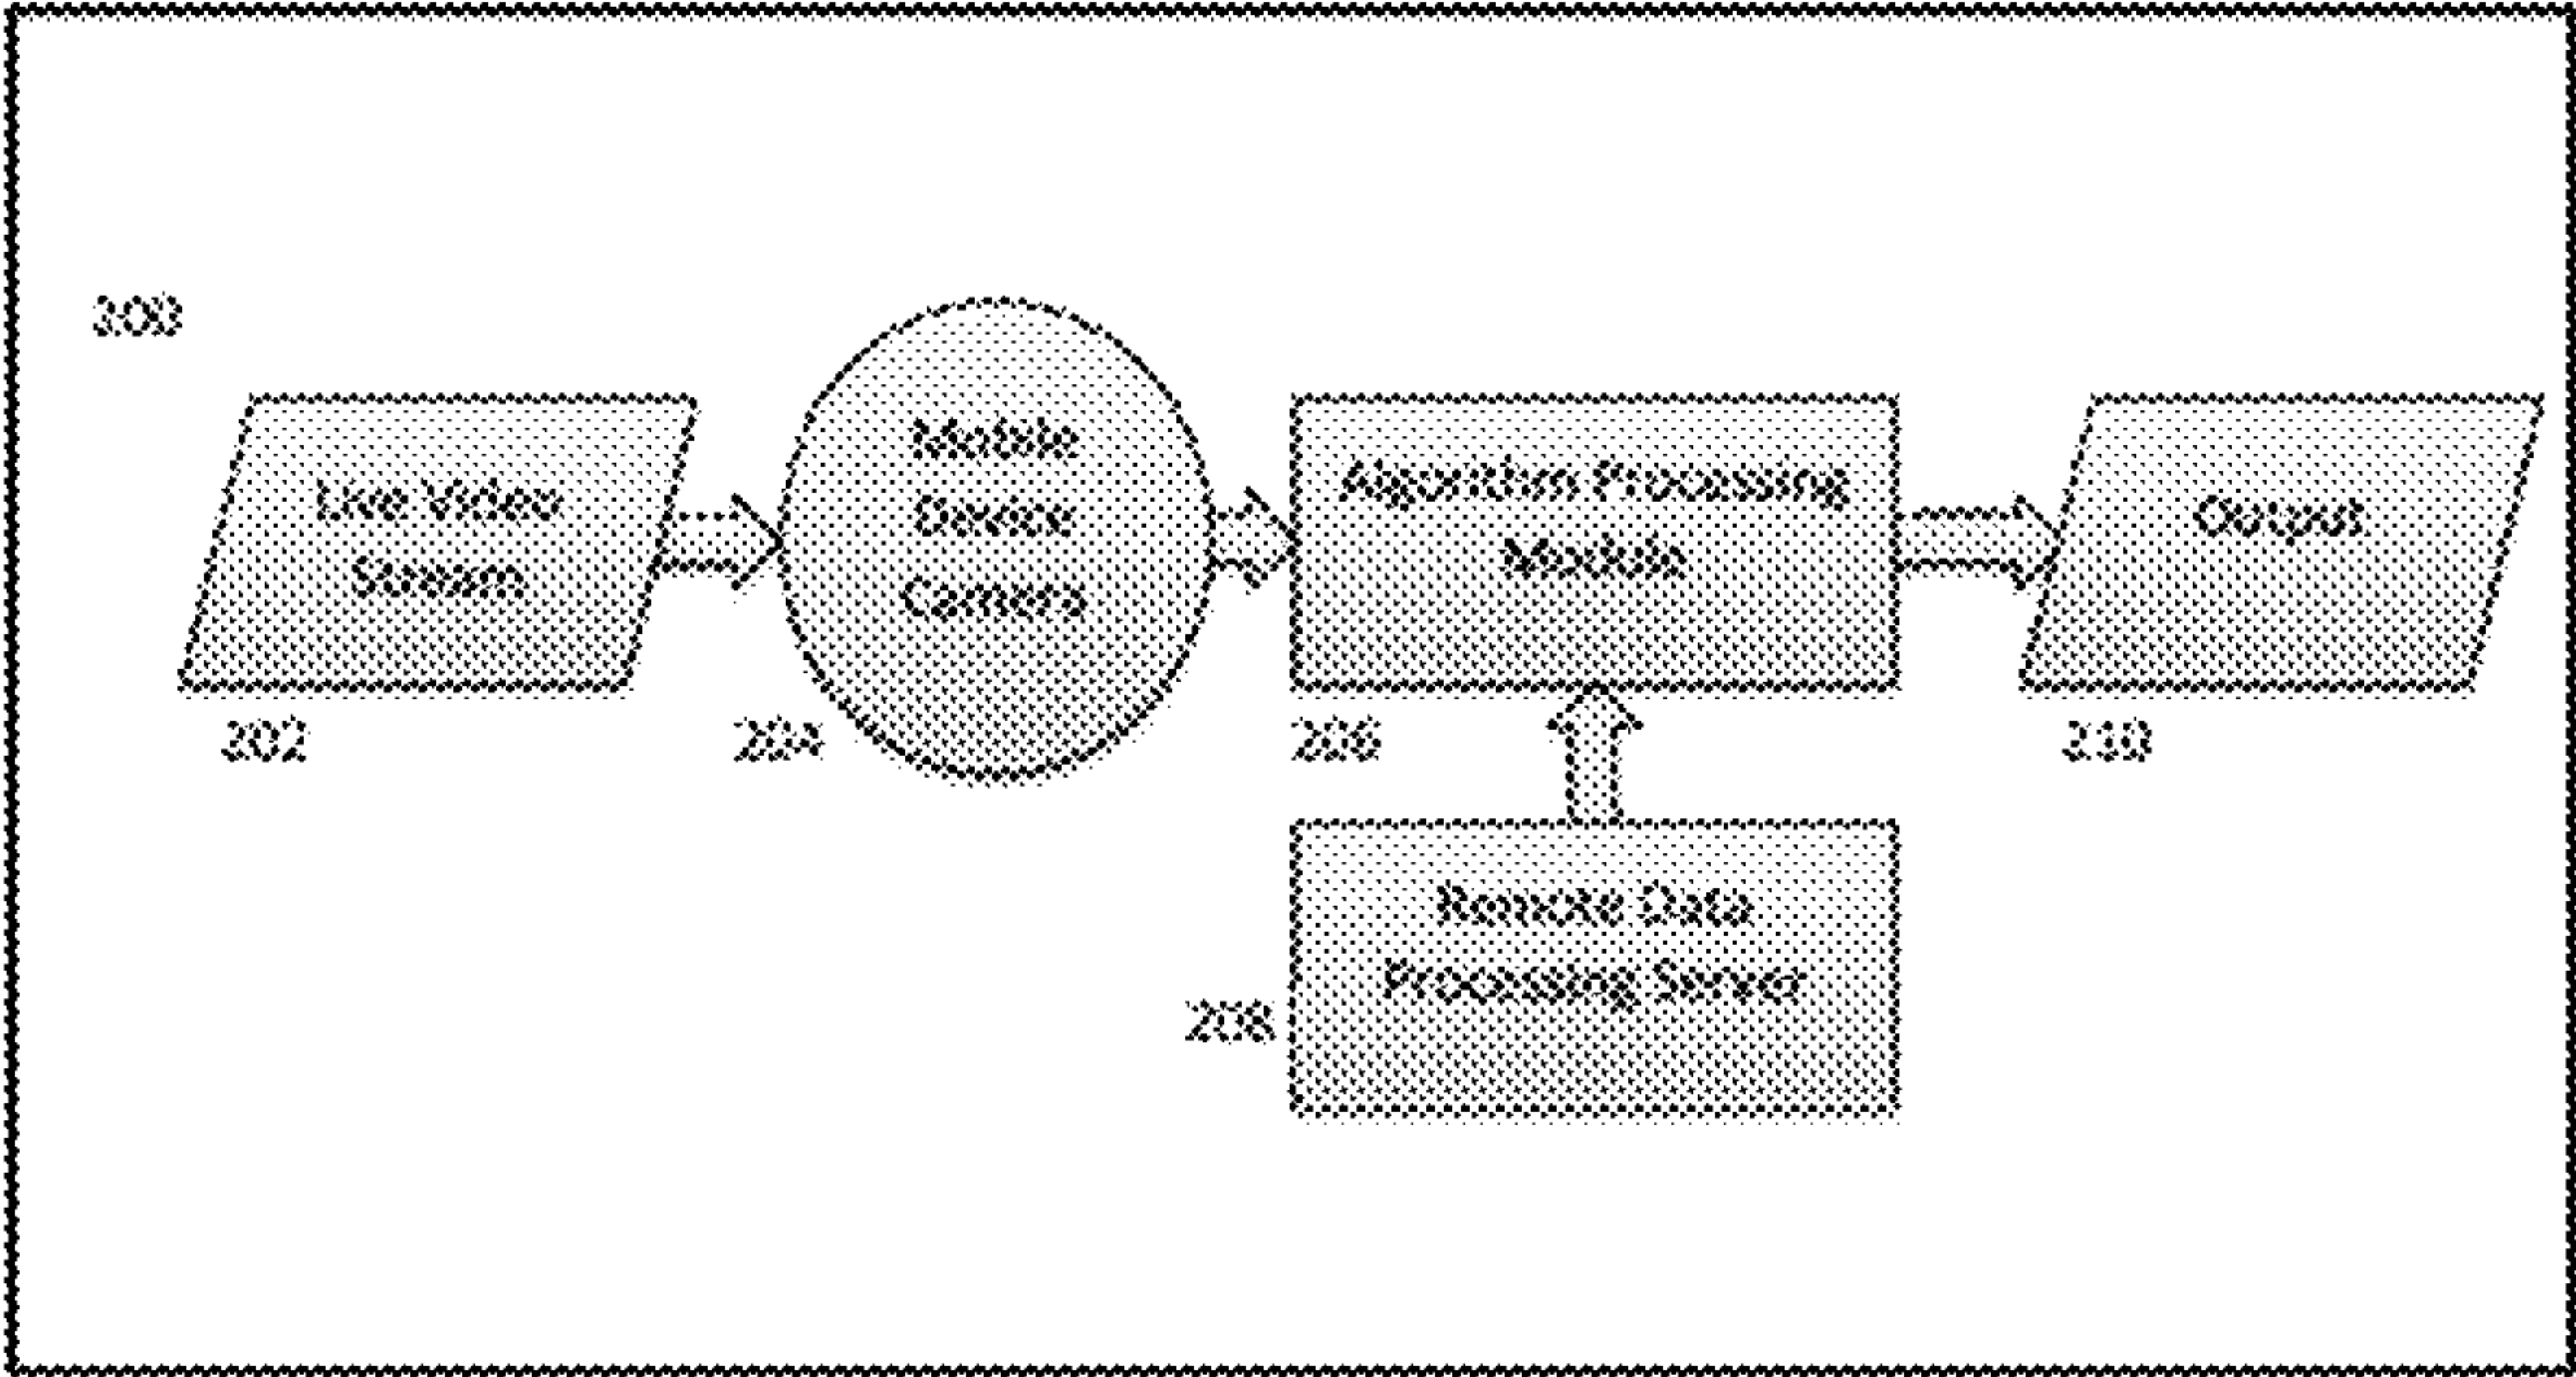 200
Live Video
Stream
202
Mobile
Device
Camera
204
Algorithm Processing
Module
206
Output
210
Remote Data
Processing Server
208